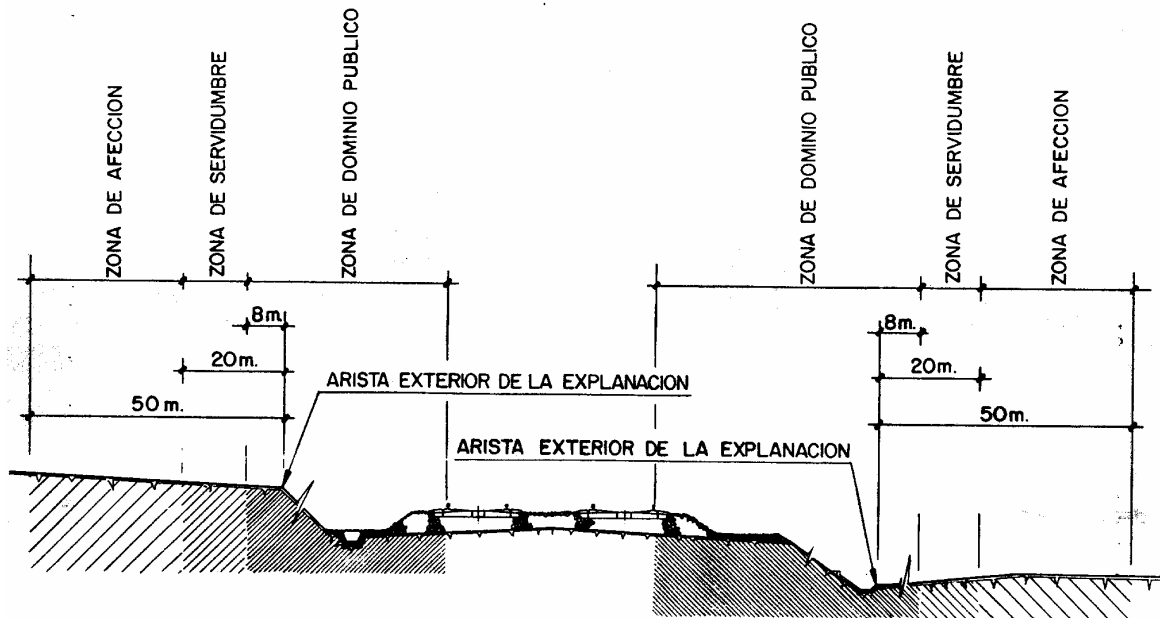 ZONA DE AFECCION
ZONA DE SERVIDUMBRE
ZONA DE DOMINIO PUBLICO
ZONA DE DOMINIO PUBLICO
ZONA DE SERVIDUMBRE
ZONA DE AFECCION
8m.
20m.
50m.
ARISTA EXTERIOR DE LA EXPLANACION
8m.
20m.
50m.
ARISTA EXTERIOR DE LA EXPLANACION